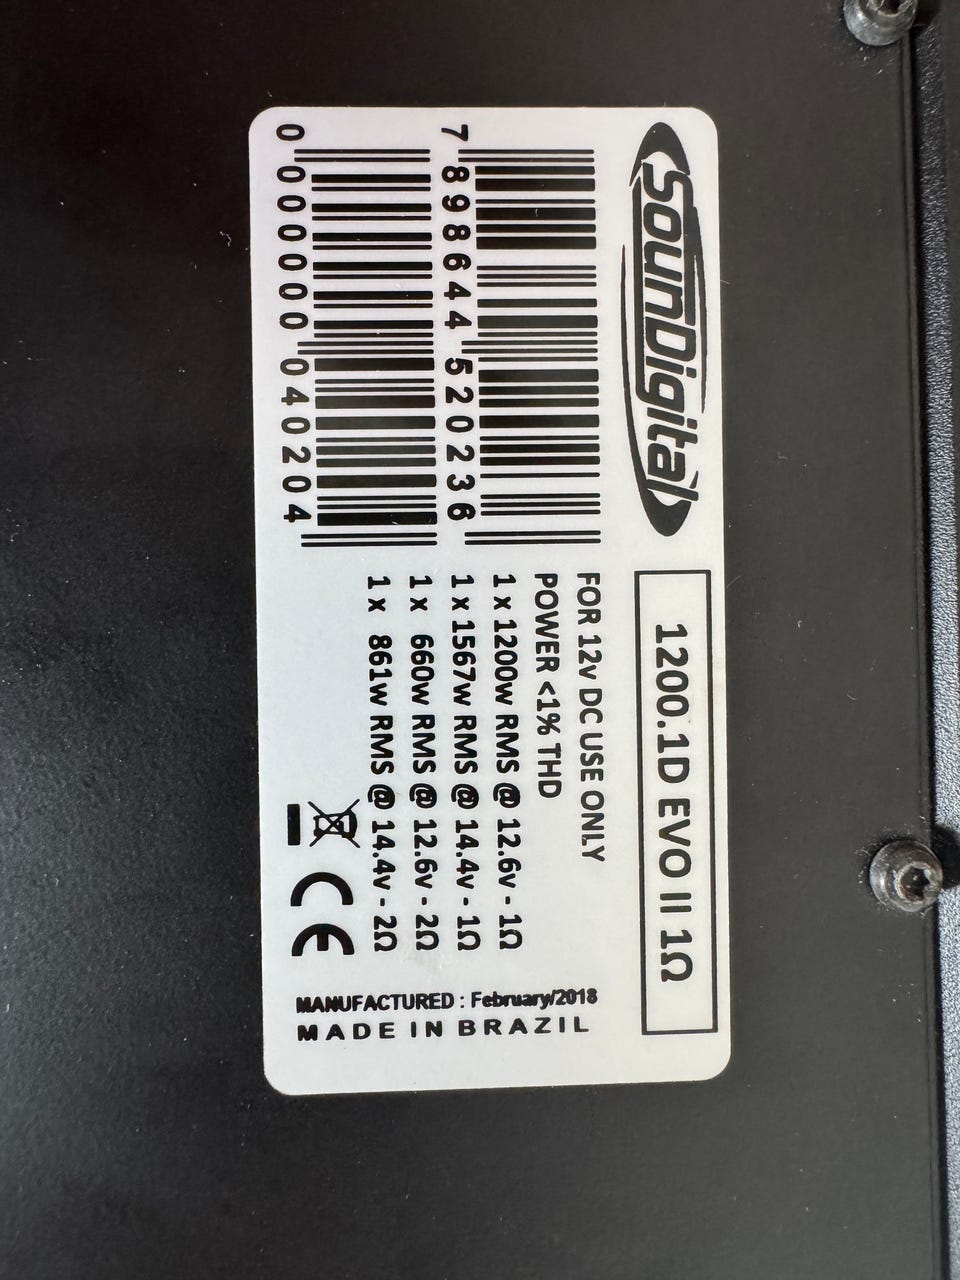 SounDigital
1200.1D EVO II 1Ω
7 898644 520236
0 000000 040204
FOR 12v DC USE ONLY
POWER <1% THD
1 x 1200w RMS @ 12.6v - 1Ω
1 x 1567w RMS @ 14.4v - 1Ω
1 x 660w RMS @ 12.6v - 2Ω
1 x 861w RMS @ 14.4v - 2Ω
CE
MANUFACTURED : February/2018
MADE IN BRAZIL